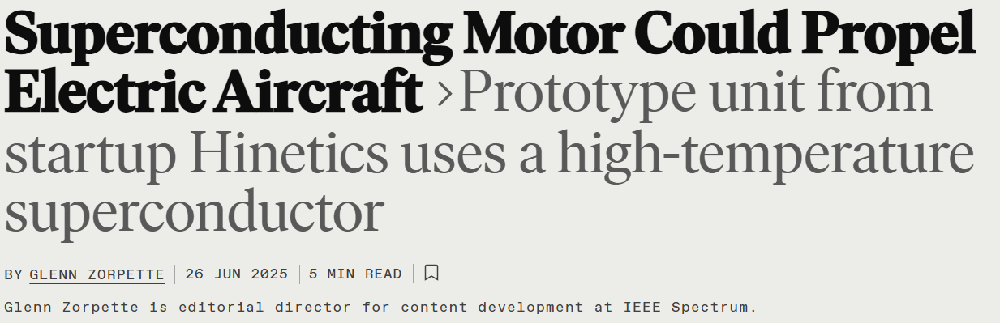 Superconducting Motor Could Propel
Electric Aircraft > Prototype unit from
startup Hinetics uses a high-temperature
superconductor
BY GLENN ZORPETTE | 26 JUN 2025 | 5 MIN READ |
Glenn Zorpette is editorial director for content development at IEEE Spectrum.